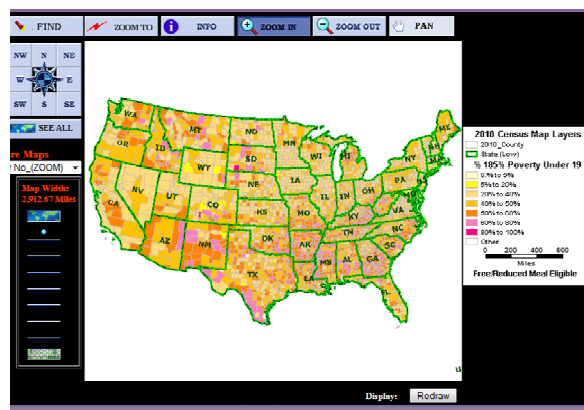 FIND
ZOOM TO
INFO
ZOOM IN
ZOOM OUT
PAN
NW N NE
W E
SW S SE
SEE ALL
re Maps
No_(ZOOM)
Map Width:
2,912.67 Miles
WA
OR
CA
ID
NV
MT
WY
UT
CO
AZ
NM
ND
SD
NE
KS
OK
TX
MN
IA
MO
AR
LA
WI
IL
MI
IN
OH
KY
TN
MS
AL
GA
FL
SC
NC
VA
PA
NY
ME
2010 Census Map Layers
2010_County
State (Low)
% 185% Poverty Under 19
0.% to 5%
5% to 20%
20% to 40%
40% to 50%
50% to 60%
60% to 80%
80% to 100%
Other
0 200 400 600
Miles
Free/Reduced Meal Eligible
Display:
Redraw